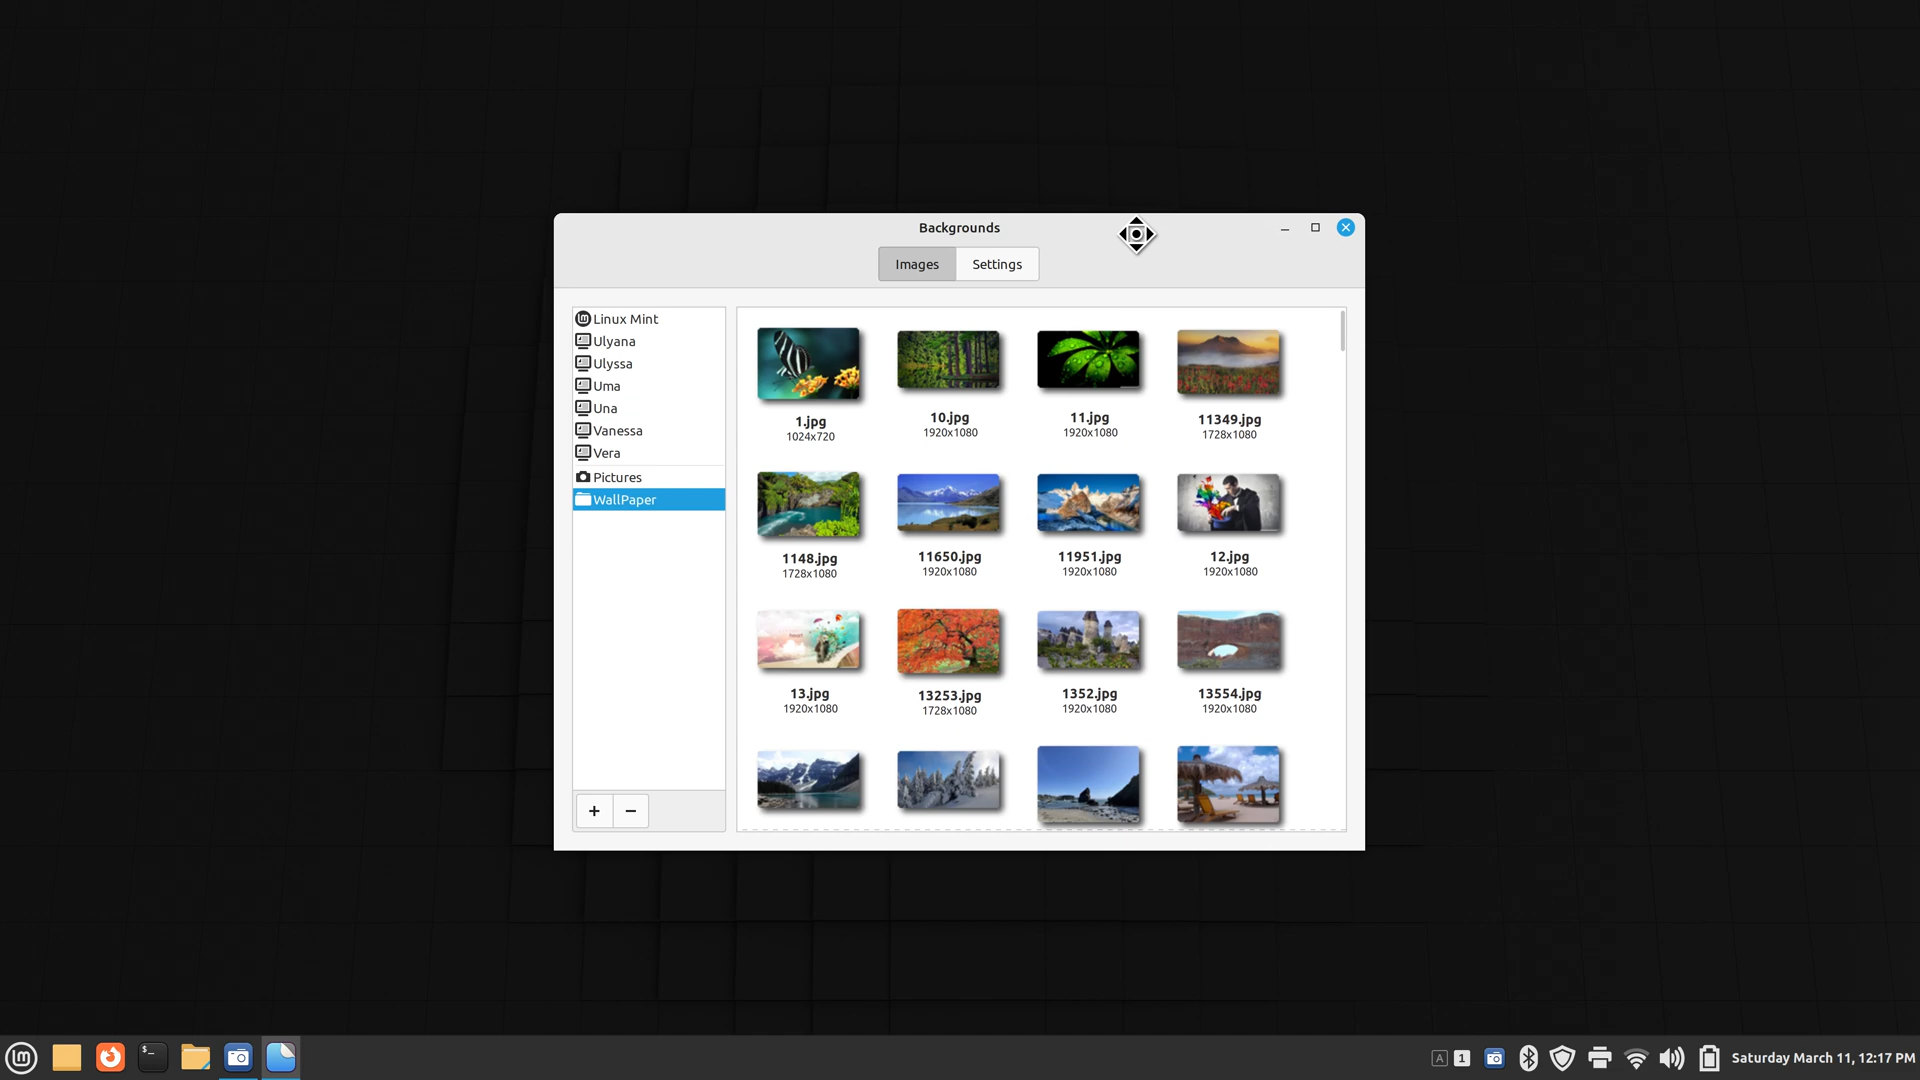 Backgrounds
Images
Settings
Linux Mint
Ulyana
Ulyssa
Uma
Una
Vanessa
Vera
Pictures
WallPaper
1.jpg
1024x720
10.jpg
1920x1080
11.jpg
1920x1080
11349.jpg
1728x1080
1148.jpg
1728x1080
11650.jpg
1920x1080
11951.jpg
1920x1080
12.jpg
1920x1080
13.jpg
1920x1080
13253.jpg
1728x1080
1352.jpg
1920x1080
13554.jpg
1920x1080
+ −
$_
A 1
Saturday March 11, 12:17 PM